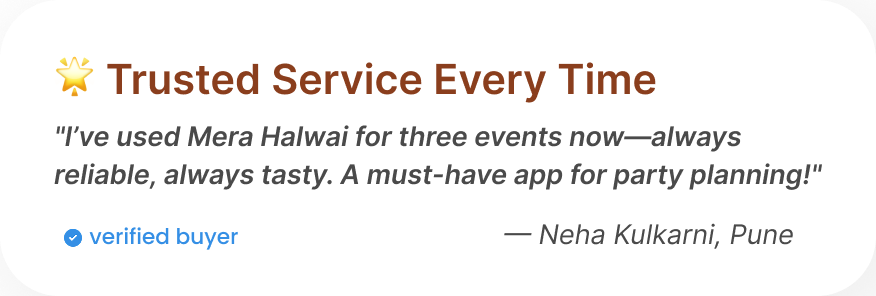 🌟 Trusted Service Every Time
"I’ve used Mera Halwai for three events now—always
reliable, always tasty. A must-have app for party planning!"
verified buyer
— Neha Kulkarni, Pune